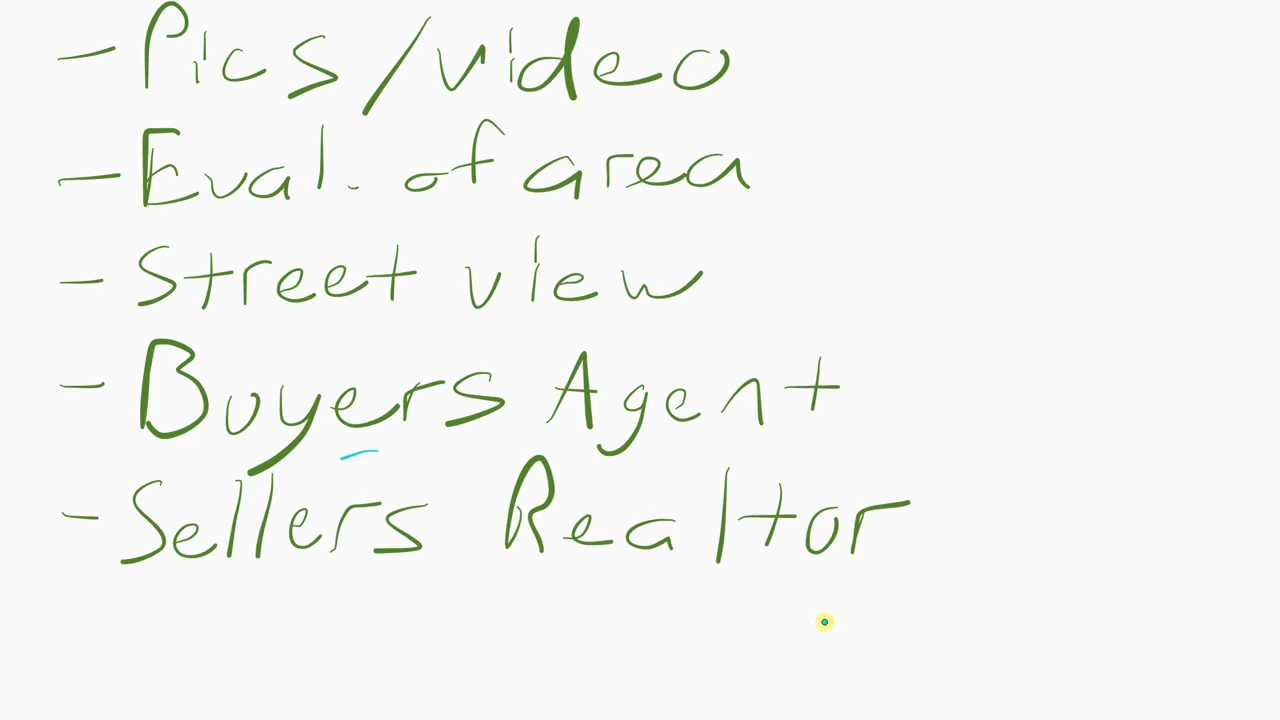 - Pics/video
- Eval. of area
- Street view
- Buyers Agent
- Sellers Realtor